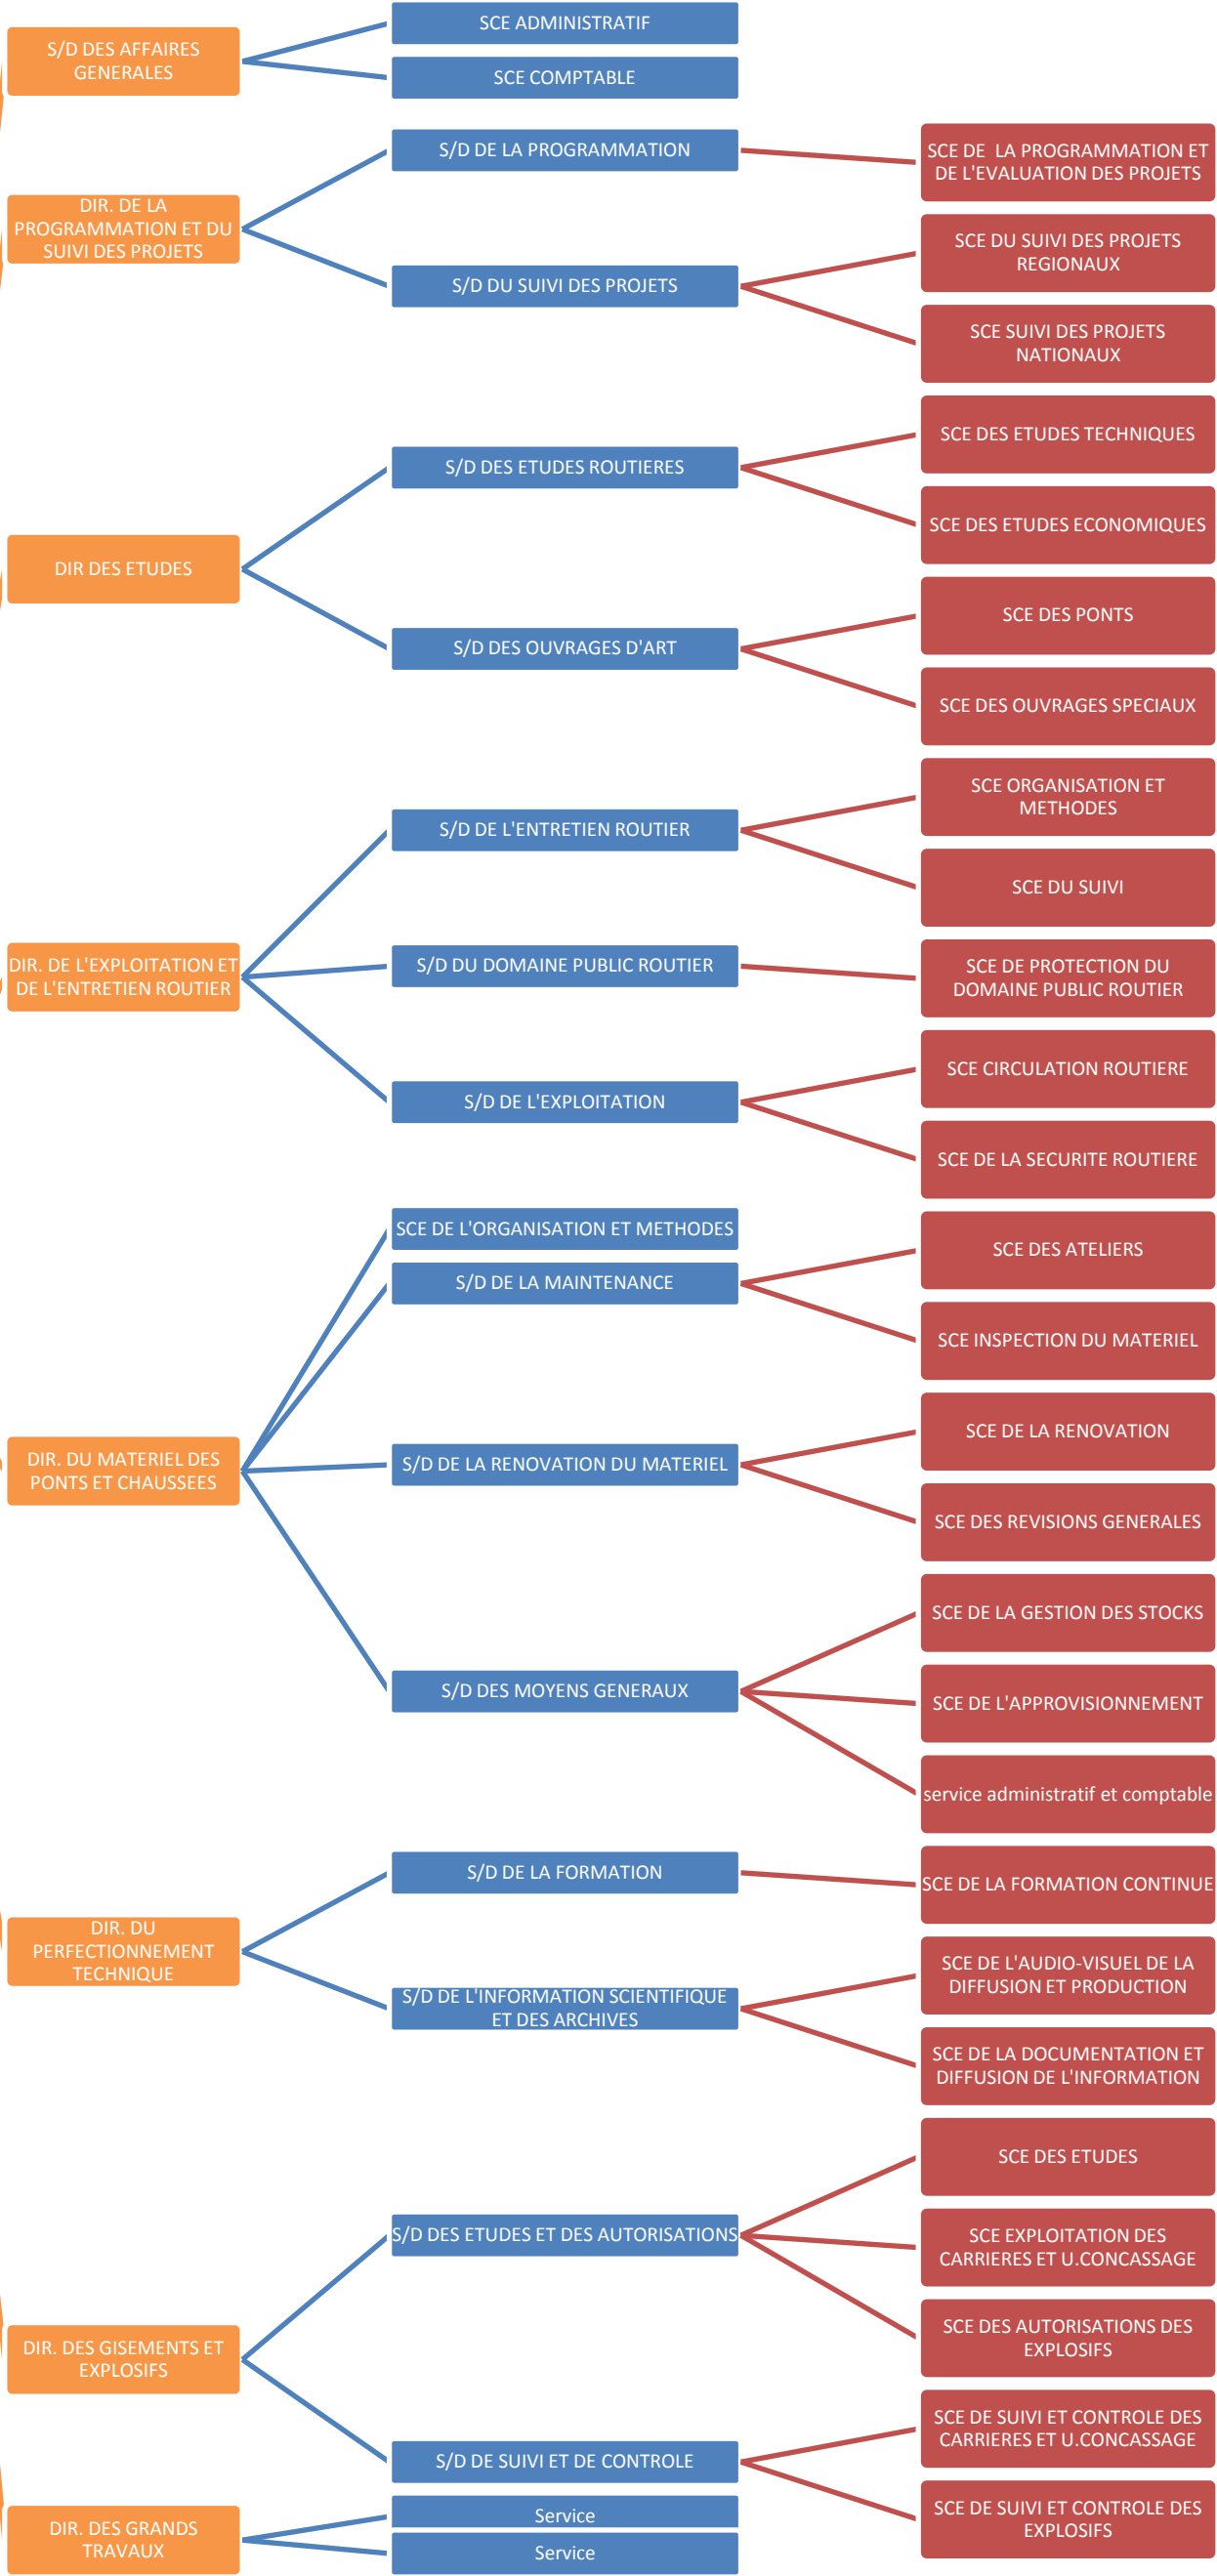 S/D DES AFFAIRES
GENERALES
SCE ADMINISTRATIF
SCE COMPTABLE
DIR. DE LA
PROGRAMMATION ET DU
SUIVI DES PROJETS
S/D DE LA PROGRAMMATION
SCE DE  LA PROGRAMMATION ET
DE L'EVALUATION DES PROJETS
S/D DU SUIVI DES PROJETS
SCE DU SUIVI DES PROJETS
REGIONAUX
SCE SUIVI DES PROJETS
NATIONAUX
DIR DES ETUDES
S/D DES ETUDES ROUTIERES
SCE DES ETUDES TECHNIQUES
SCE DES ETUDES ECONOMIQUES
S/D DES OUVRAGES D'ART
SCE DES PONTS
SCE DES OUVRAGES SPECIAUX
DIR. DE L'EXPLOITATION ET
DE L'ENTRETIEN ROUTIER
S/D DE L'ENTRETIEN ROUTIER
SCE ORGANISATION ET
METHODES
SCE DU SUIVI
S/D DU DOMAINE PUBLIC ROUTIER
SCE DE PROTECTION DU
DOMAINE PUBLIC ROUTIER
S/D DE L'EXPLOITATION
SCE CIRCULATION ROUTIERE
SCE DE LA SECURITE ROUTIERE
DIR. DU MATERIEL DES
PONTS ET CHAUSSEES
SCE DE L'ORGANISATION ET METHODES
S/D DE LA MAINTENANCE
SCE DES ATELIERS
SCE INSPECTION DU MATERIEL
S/D DE LA RENOVATION DU MATERIEL
SCE DE LA RENOVATION
SCE DES REVISIONS GENERALES
S/D DES MOYENS GENERAUX
SCE DE LA GESTION DES STOCKS
SCE DE L'APPROVISIONNEMENT
service administratif et comptable
DIR. DU
PERFECTIONNEMENT
TECHNIQUE
S/D DE LA FORMATION
SCE DE LA FORMATION CONTINUE
S/D DE L'INFORMATION SCIENTIFIQUE
ET DES ARCHIVES
SCE DE L'AUDIO-VISUEL DE LA
DIFFUSION ET PRODUCTION
SCE DE LA DOCUMENTATION ET
DIFFUSION DE L'INFORMATION
DIR. DES GISEMENTS ET
EXPLOSIFS
S/D DES ETUDES ET DES AUTORISATIONS
SCE DES ETUDES
SCE EXPLOITATION DES
CARRIERES ET U.CONCASSAGE
SCE DES AUTORISATIONS DES
EXPLOSIFS
S/D DE SUIVI ET DE CONTROLE
SCE DE SUIVI ET CONTROLE DES
CARRIERES ET U.CONCASSAGE
SCE DE SUIVI ET CONTROLE DES
EXPLOSIFS
DIR. DES GRANDS
TRAVAUX
Service
Service